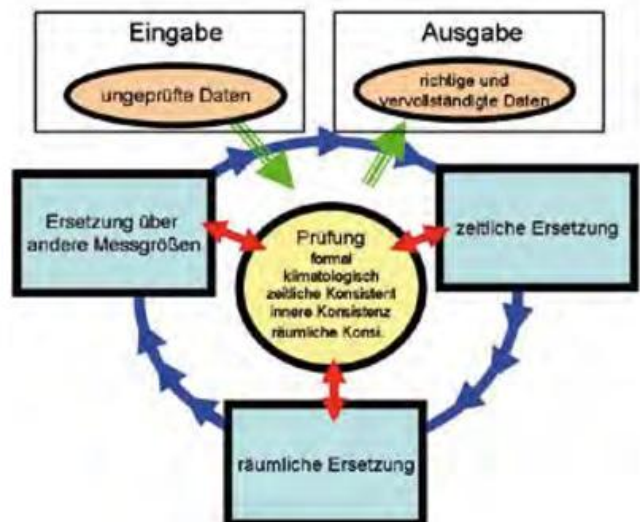 Eingabe
ungeprüfte Daten
Ausgabe
richtige und
vervollständigte Daten
Ersetzung über
andere Messgrößen
Prüfung
formal
klimatologisch
zeitliche Konsistent
innere Konsistenz
räumliche Konsi.
zeitliche Ersetzung
räumliche Ersetzung